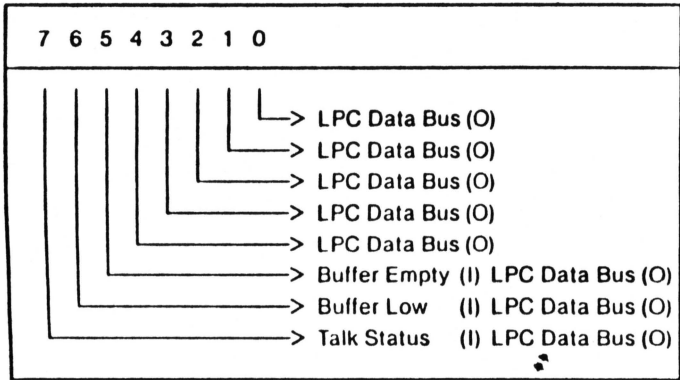 7 6 5 4 3 2 1 0
LPC Data Bus (O)
LPC Data Bus (O)
LPC Data Bus (O)
LPC Data Bus (O)
LPC Data Bus (O)
Buffer Empty (I) LPC Data Bus (O)
Buffer Low (I) LPC Data Bus (O)
Talk Status (I) LPC Data Bus (O)